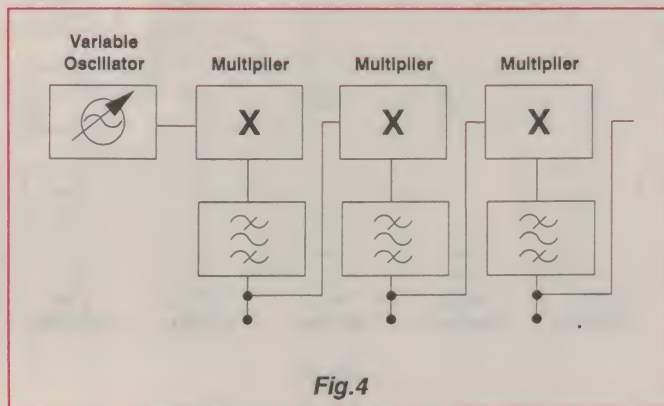 Variable
Oscillator
Multiplier
Multiplier
Multiplier
X
X
X
Fig.4